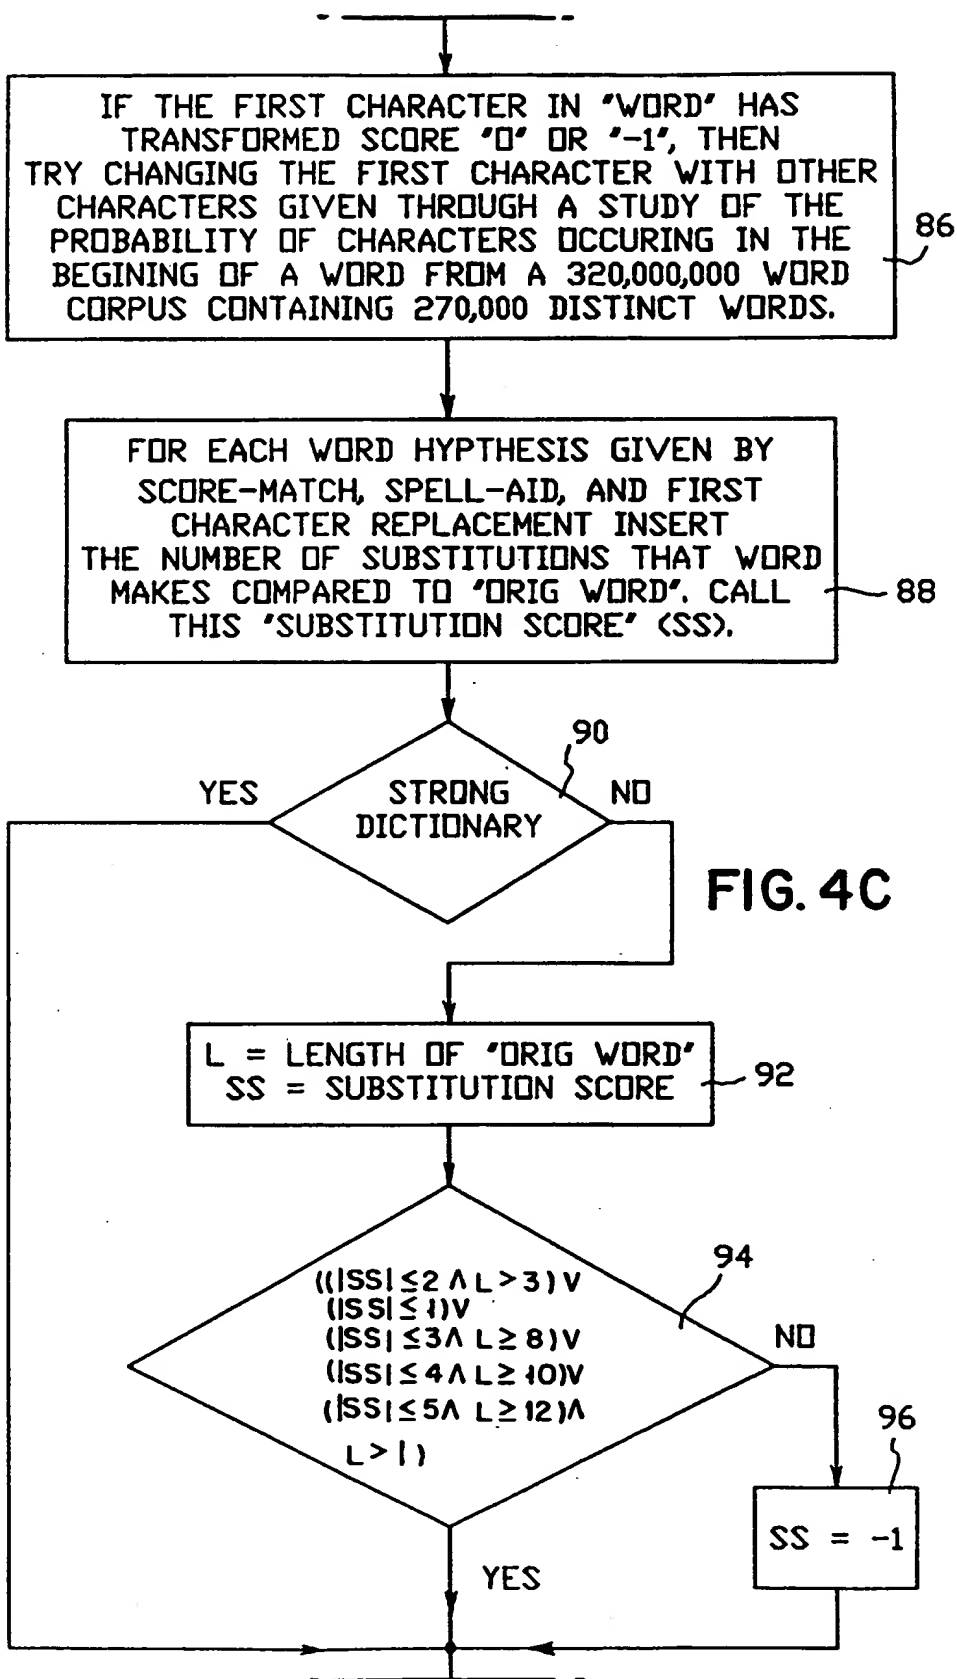 IF THE FIRST CHARACTER IN "WORD" HAS
TRANSFORMED SCORE "0" OR "-1", THEN
TRY CHANGING THE FIRST CHARACTER WITH OTHER
CHARACTERS GIVEN THROUGH A STUDY OF THE
PROBABILITY OF CHARACTERS OCCURING IN THE
BEGINING OF A WORD FROM A 320,000,000 WORD
CORPUS CONTAINING 270,000 DISTINCT WORDS.
86
FOR EACH WORD HYPTHESIS GIVEN BY
SCORE-MATCH, SPELL-AID, AND FIRST
CHARACTER REPLACEMENT INSERT
THE NUMBER OF SUBSTITUTIONS THAT WORD
MAKES COMPARED TO "ORIG WORD". CALL
THIS "SUBSTITUTION SCORE" (SS).
88
90
YES
STRONG
DICTIONARY
NO
FIG. 4C
L = LENGTH OF "ORIG WORD"
SS = SUBSTITUTION SCORE
92
94
((|SS| ≤2 Λ L > 3) V
(|SS| ≤ 1) V
(|SS| ≤3 Λ L ≥ 8) V
(|SS| ≤ 4 Λ L ≥ 10) V
(|SS| ≤ 5 Λ L ≥ 12) Λ
L > 1)
NO
96
SS = -1
YES